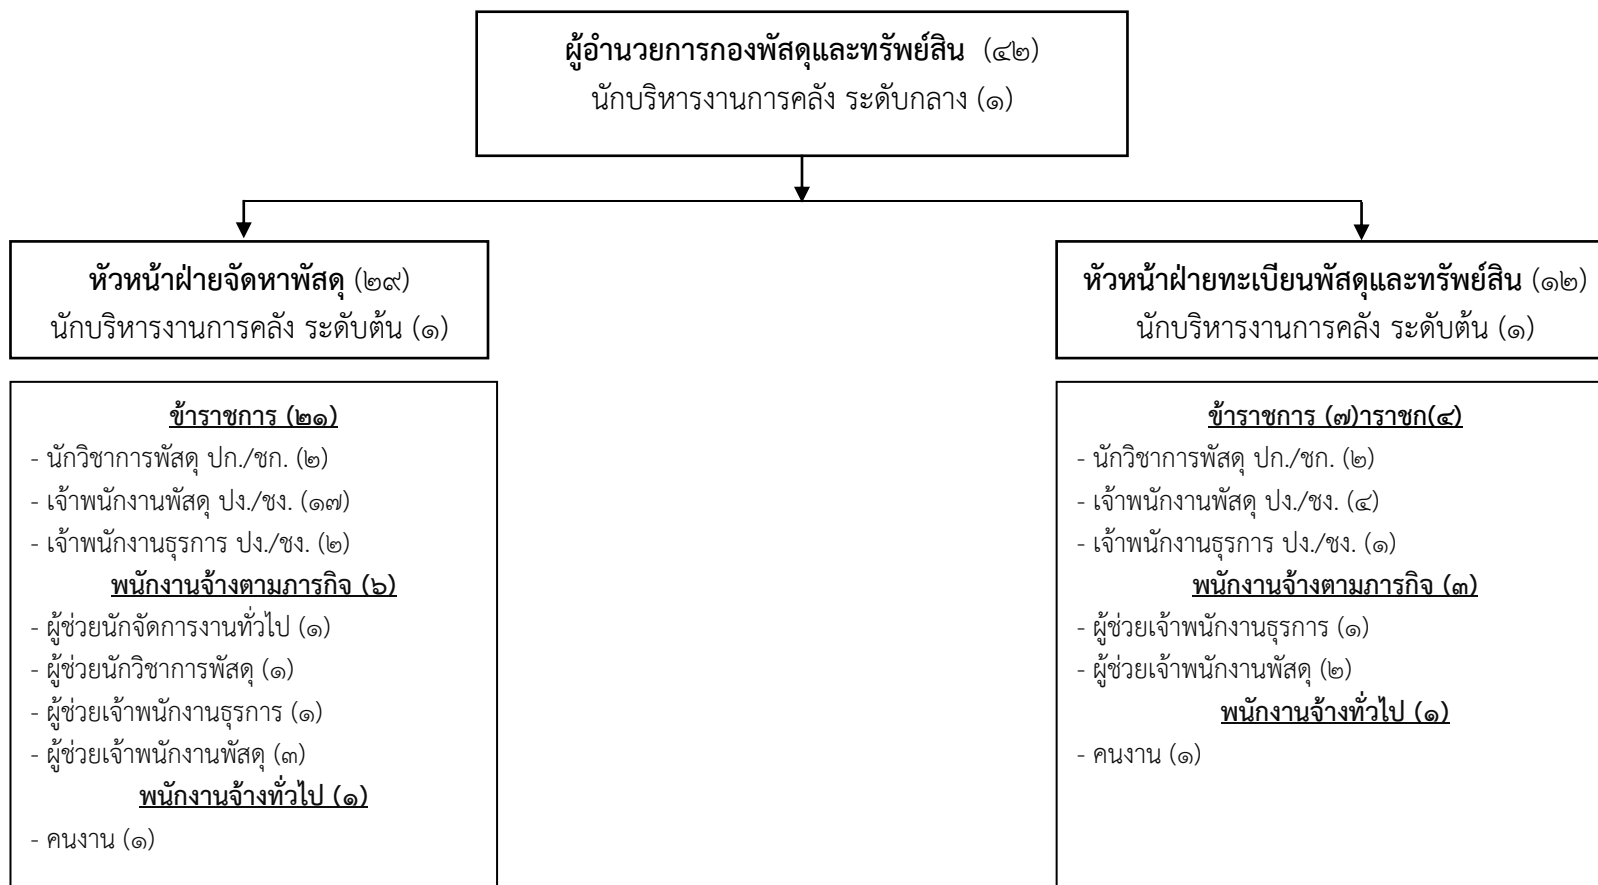 ผู้อำนวยการกองพัสดุและทรัพย์สิน (๔๒)
นักบริหารงานการคลัง ระดับกลาง (๑)
หัวหน้าฝ่ายจัดหาพัสดุ (๒๙)
นักบริหารงานการคลัง ระดับต้น (๑)
ข้าราชการ (๒๑)
- นักวิชาการพัสดุ ปก./ชก. (๒)
- เจ้าพนักงานพัสดุ ปง./ชง. (๑๗)
- เจ้าพนักงานธุรการ ปง./ชง. (๒)
พนักงานจ้างตามภารกิจ (๖)
- ผู้ช่วยนักจัดการงานทั่วไป (๑)
- ผู้ช่วยนักวิชาการพัสดุ (๑)
- ผู้ช่วยเจ้าพนักงานธุรการ (๑)
- ผู้ช่วยเจ้าพนักงานพัสดุ (๓)
พนักงานจ้างทั่วไป (๑)
- คนงาน (๑)
หัวหน้าฝ่ายทะเบียนพัสดุและทรัพย์สิน (๑๒)
นักบริหารงานการคลัง ระดับต้น (๑)
ข้าราชการ (๗)าราชก(๔)
- นักวิชาการพัสดุ ปก./ชก. (๒)
- เจ้าพนักงานพัสดุ ปง./ชง. (๔)
- เจ้าพนักงานธุรการ ปง./ชง. (๑)
พนักงานจ้างตามภารกิจ (๓)
- ผู้ช่วยเจ้าพนักงานธุรการ (๑)
- ผู้ช่วยเจ้าพนักงานพัสดุ (๒)
พนักงานจ้างทั่วไป (๑)
- คนงาน (๑)